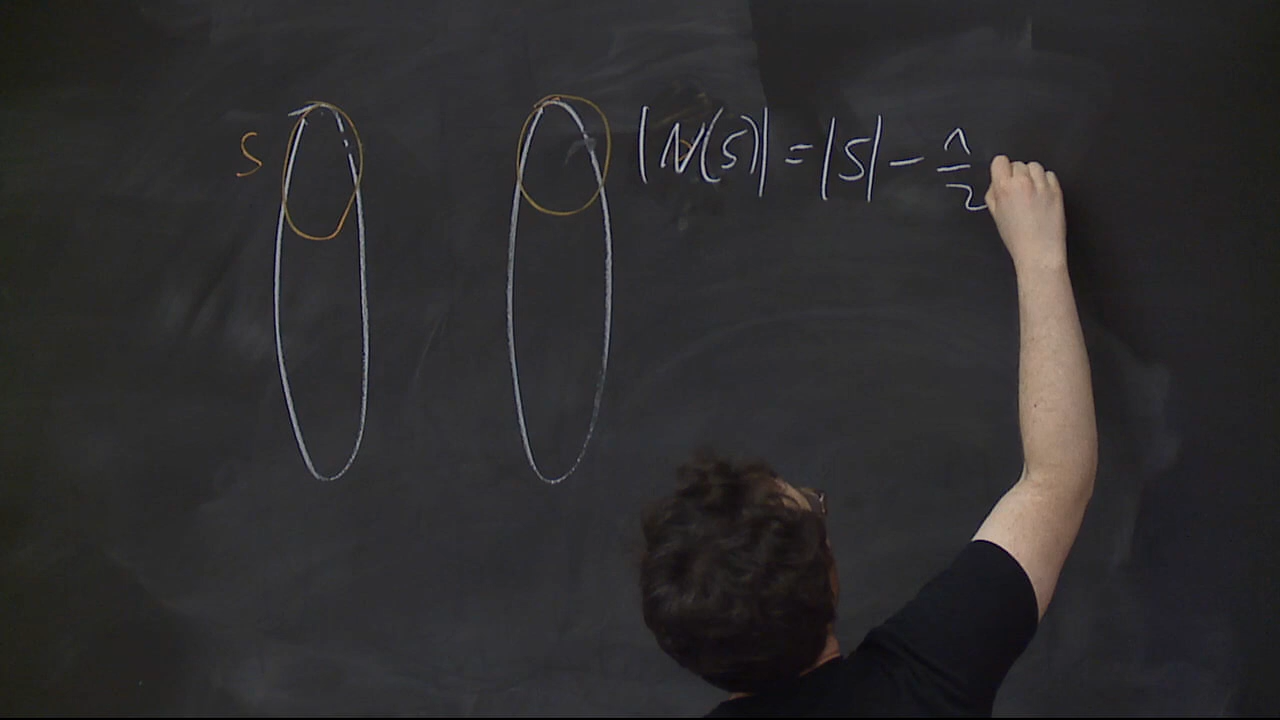 S |N(S)| = |S| - n/2